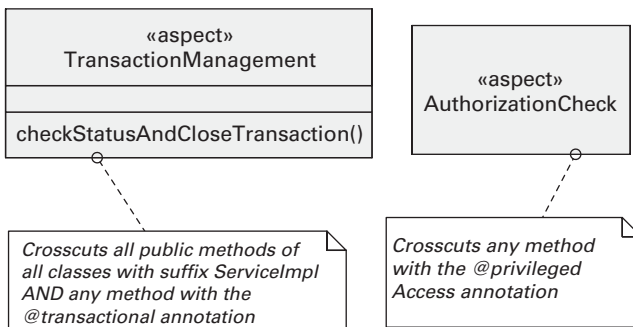 «aspect»
TransactionManagement
checkStatusAndCloseTransaction()
«aspect»
AuthorizationCheck
Crosscuts all public methods of
all classes with suffix ServiceImpl
AND any method with the
@transactional annotation
Crosscuts any method
with the @privileged
Access annotation